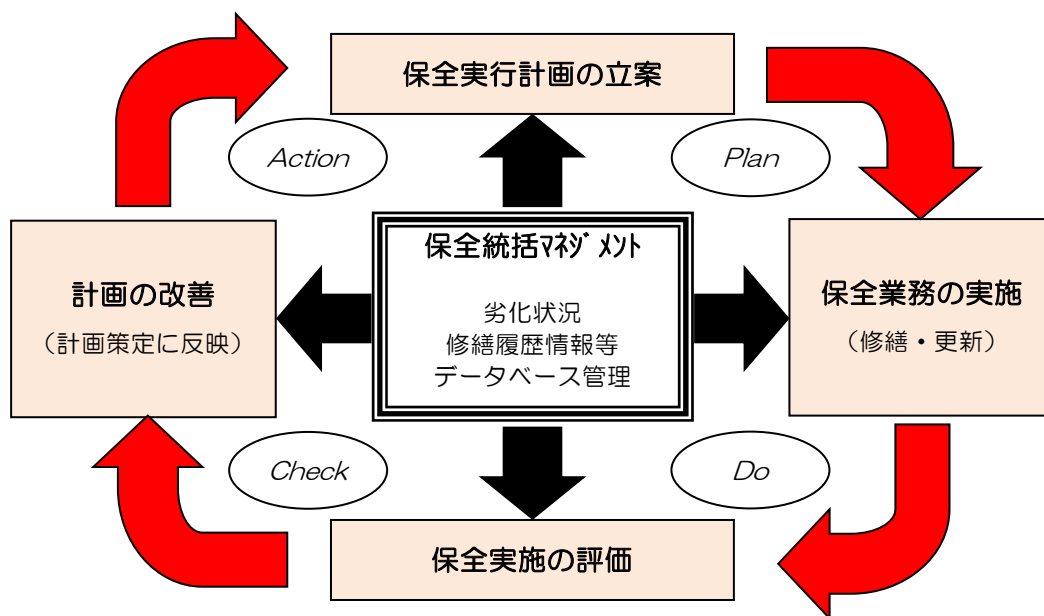 保全実行計画の立案
Action
Plan
保全統括ﾏﾈｼﾞﾒﾝﾄ
計画の改善
（計画策定に反映）
劣化状況
修繕履歴情報等
データベース管理
保全業務の実施
（修繕・更新）
Check
Do
保全実施の評価